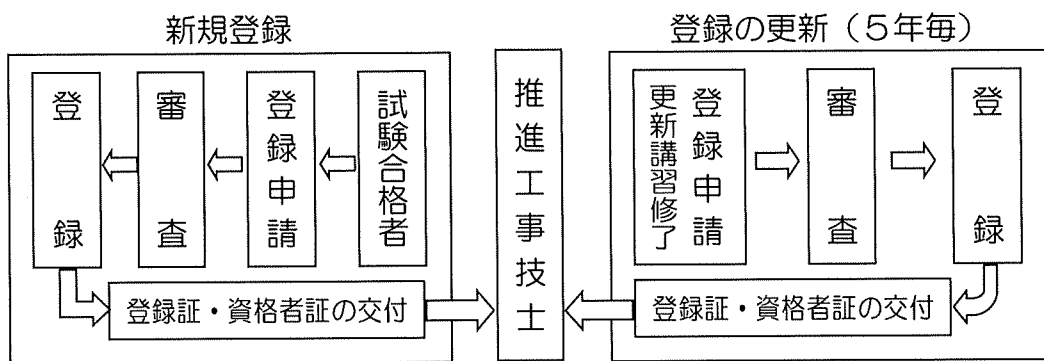 新規登録
試験合格者
登録申請
審査
登録
登録証・資格者証の交付
推進工事技士
登録の更新（5年毎）
登録申請
更新講習修了
審査
登録
登録証・資格者証の交付